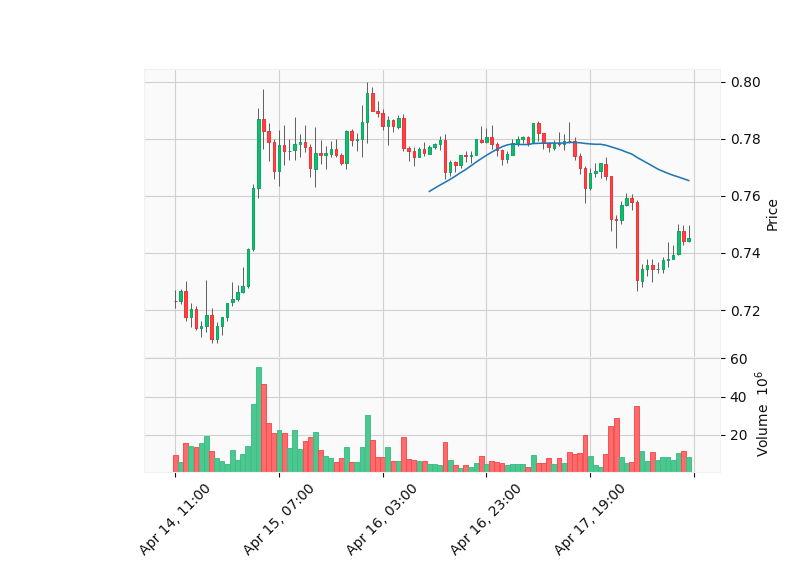 0.80
0.78
0.76
0.74
0.72
Price
60
40
20
Volume 10^6
Apr 14, 11:00
Apr 15, 07:00
Apr 16, 03:00
Apr 16, 23:00
Apr 17, 19:00